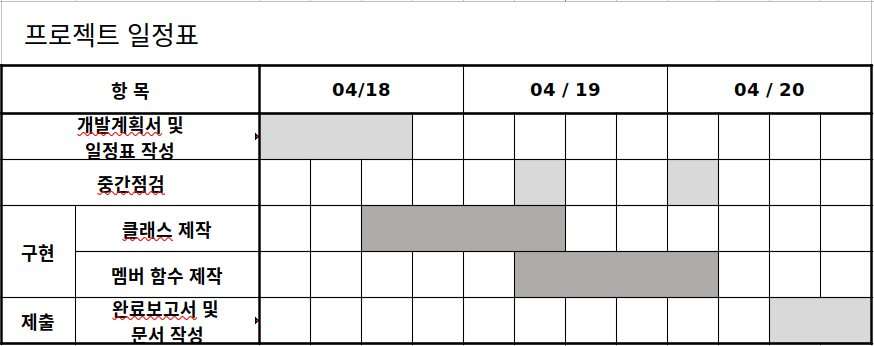 프로젝트 일정표
항 목
04/18
04 / 19
04 / 20
개발계획서 및
일정표 작성
중간점검
구현
클래스 제작
멤버 함수 제작
제출
완료보고서 및
문서 작성